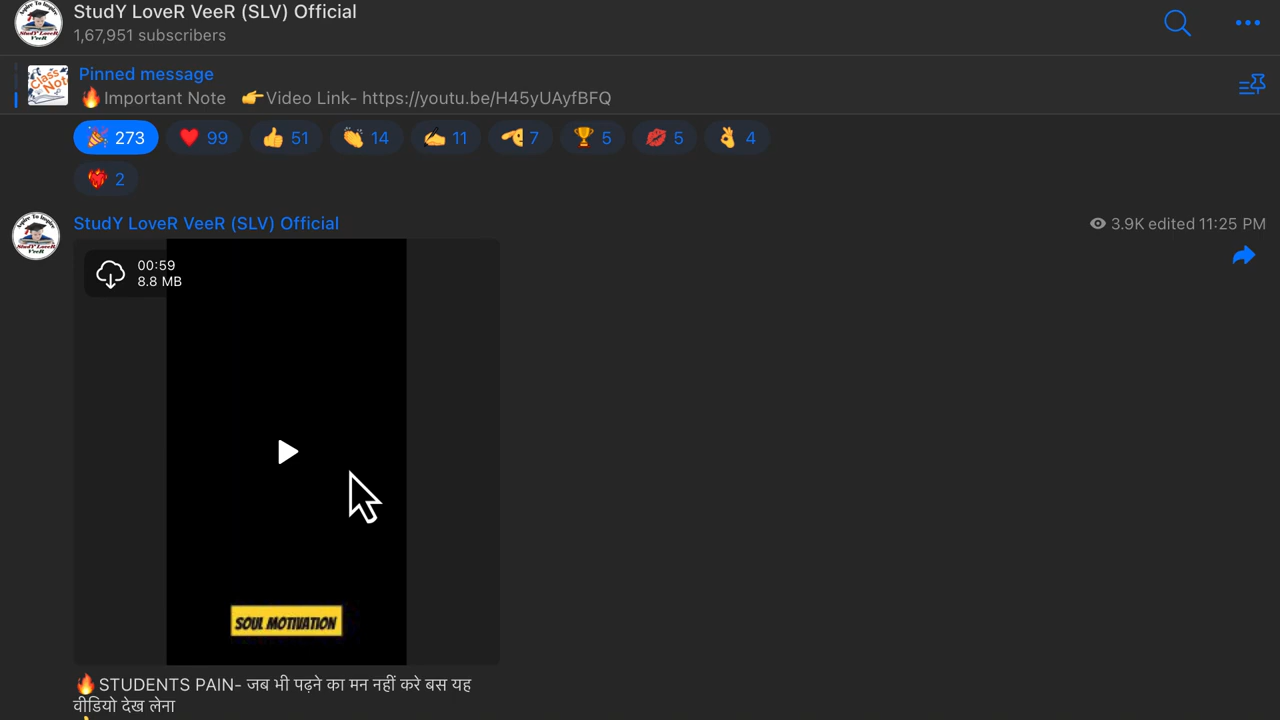 StudY LoveR VeeR (SLV) Official
1,67,951 subscribers
Class Not
Pinned message
🔥Important Note 👉Video Link- https://youtu.be/H45yUAyfBFQ
🎉 273 ❤️ 99 👍 51 👏 14 ✍️ 11 🫡 7 🏆 5 💋 5 👌 4
2
StudY LoveR VeeR (SLV) Official
3.9K edited 11:25 PM
00:59
8.8 MB
SOUL MOTIVATION
🔥STUDENTS PAIN- जब भी पढ़ने का मन नहीं करे बस यह
वीडियो देख लेना